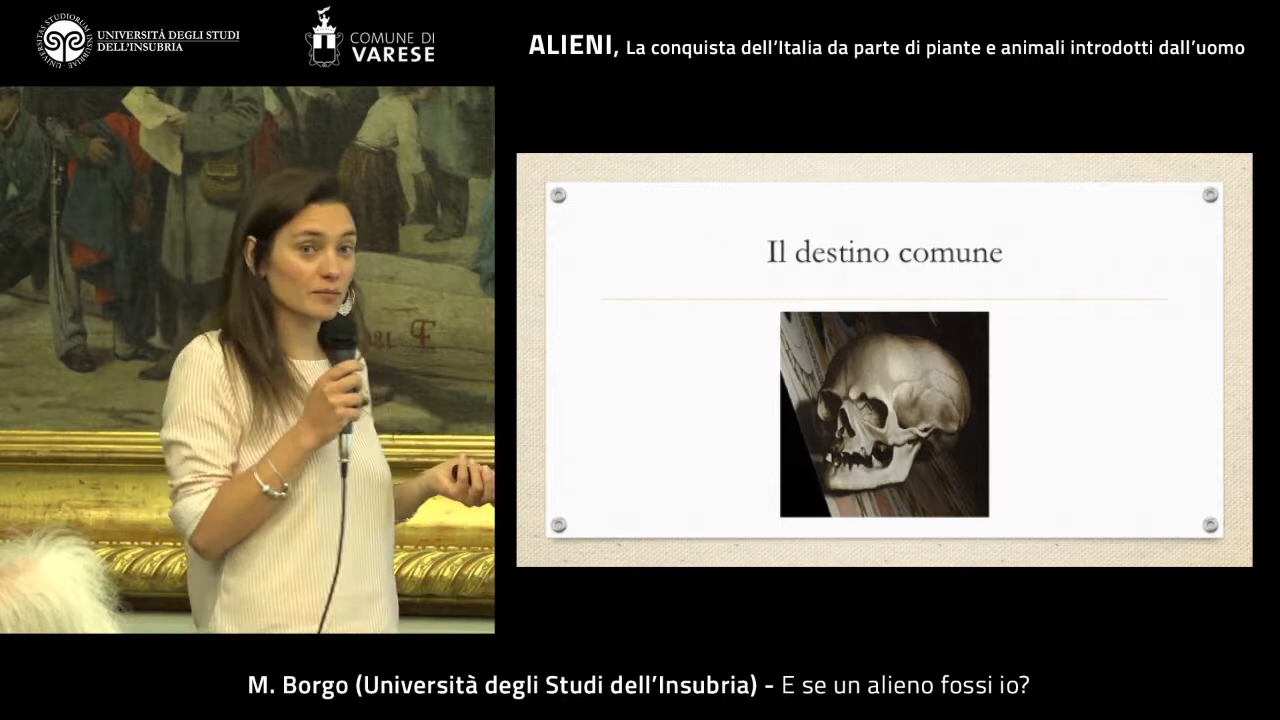 UNIVERSITÀ DEGLI STUDI
DELL'INSUBRIA
COMUNE DI
VARESE
ALIENI, La conquista dell'Italia da parte di piante e animali introdotti dall'uomo
Il destino comune
M. Borgo (Università degli Studi dell'Insubria) - E se un alieno fossi io?